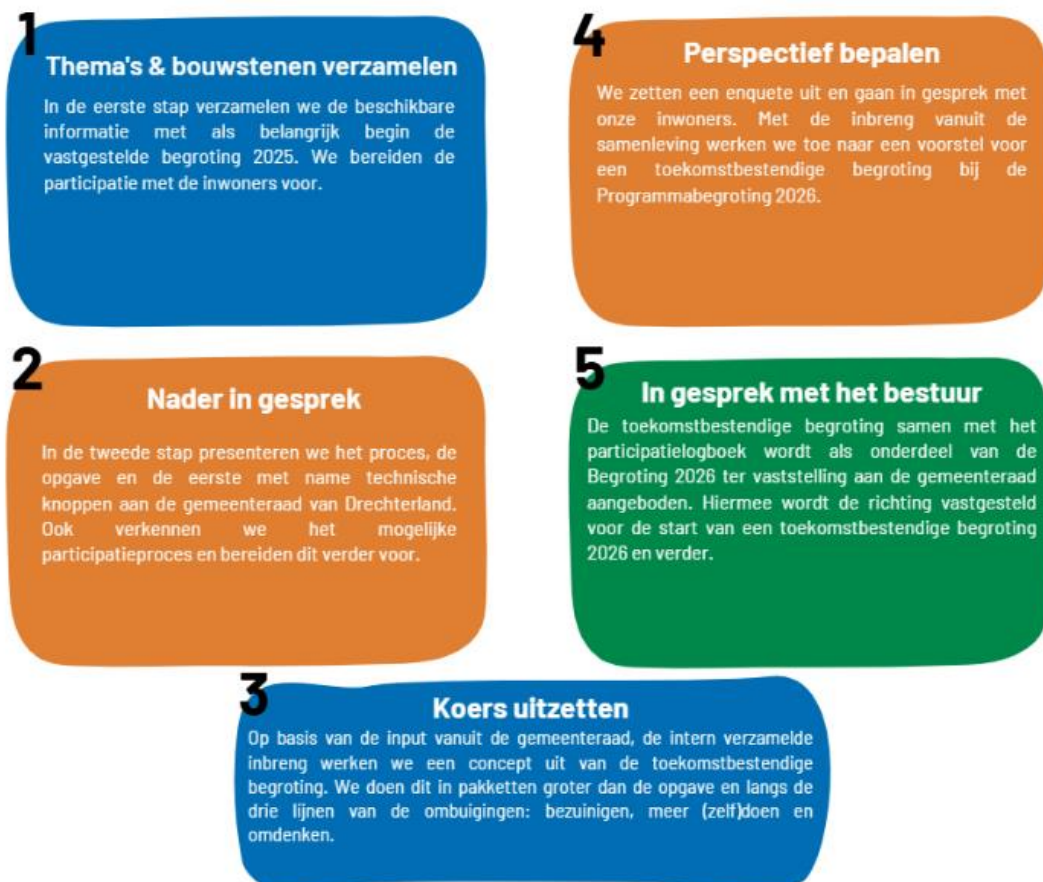 1
Thema's & bouwstenen verzamelen
In de eerste stap verzamelen we de beschikbare
informatie met als belangrijk begin de
vastgestelde begroting 2025. We bereiden de
participatie met de inwoners voor.
2
Nader in gesprek
In de tweede stap presenteren we het proces, de
opgave en de eerste met name technische
knoppen aan de gemeenteraad van Drechterland.
Ook verkennen we het mogelijke
participatieproces en bereiden dit verder voor.
3
Koers uitzetten
Op basis van de input vanuit de gemeenteraad, de intern verzamelde
inbreng werken we een concept uit van de toekomstbestendige
begroting. We doen dit in pakketten groter dan de opgave en langs de
drie lijnen van de ombuigingen: bezuinigen, meer (zelf)doen en
omdenken.
4
Perspectief bepalen
We zetten een enquete uit en gaan in gesprek met
onze inwoners. Met de inbreng vanuit de
samenleving werken we toe naar een voorstel voor
een toekomstbestendige begroting bij de
Programmabegroting 2026.
5
In gesprek met het bestuur
De toekomstbestendige begroting samen met het
participatielogboek wordt als onderdeel van de
Begroting 2026 ter vaststelling aan de gemeenteraad
aangeboden. Hiermee wordt de richting vastgesteld
voor de start van een toekomstbestendige begroting
2026 en verder.